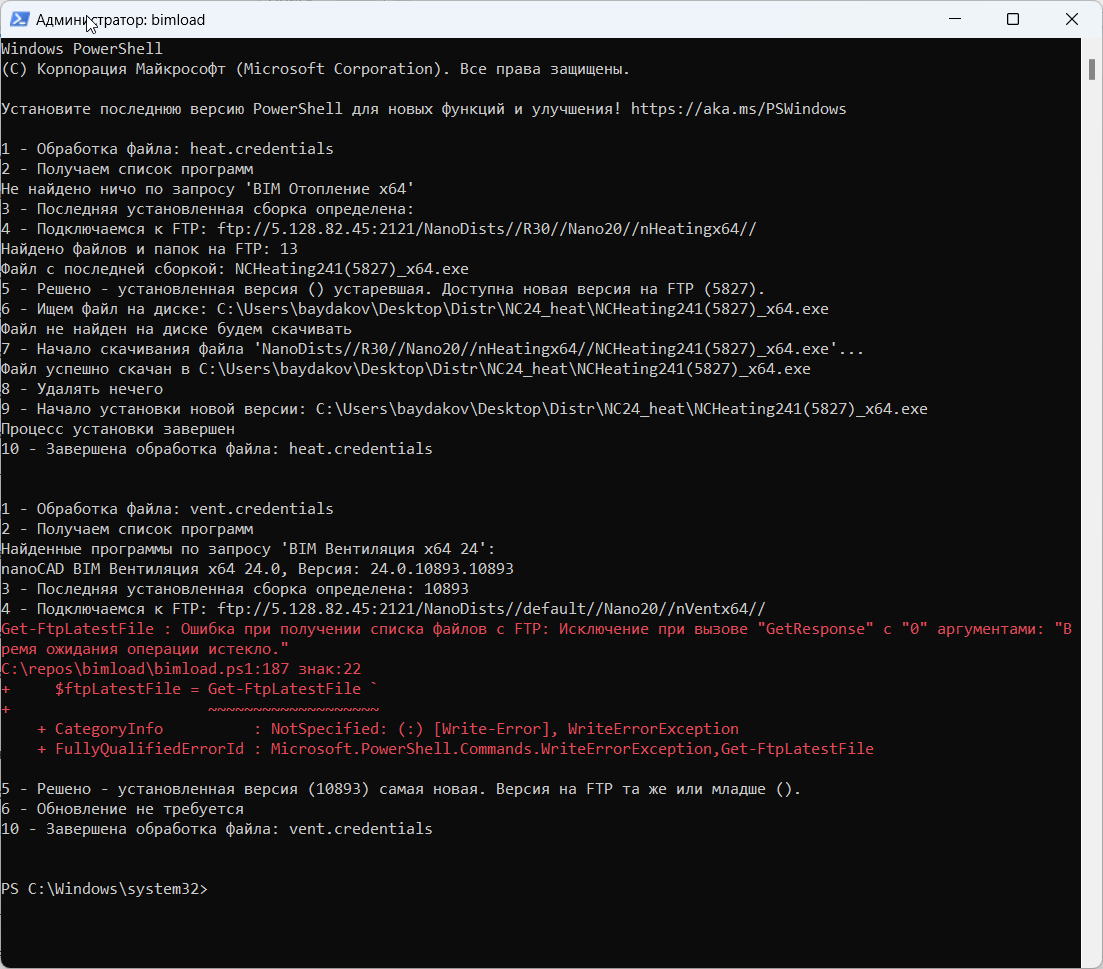 Администратор: bimload
Windows PowerShell
(C) Корпорация Майкрософт (Microsoft Corporation). Все права защищены.
Установите последнюю версию PowerShell для новых функций и улучшения! https://aka.ms/PSWindows
1 - Обработка файла: heat.credentials
2 - Получаем список программ
Не найдено ничо по запросу 'BIM Отопление x64'
3 - Последняя установленная сборка определена:
4 - Подключаемся к FTP: ftp://5.128.82.45:2121/NanoDists//R30//Nano20//nHeatingx64//
Найдено файлов и папок на FTP: 13
Файл с последней сборкой: NCHeating241(5827)_x64.exe
5 - Решено - установленная версия () устаревшая. Доступна новая версия на FTP (5827).
6 - Ищем файл на диске: C:\Users\baydakov\Desktop\Distr\NC24_heat\NCHeating241(5827)_x64.exe
Файл не найден на диске будем скачивать
7 - Начало скачивания файла 'NanoDists//R30//Nano20//nHeatingx64//NCHeating241(5827)_x64.exe'...
Файл успешно скачан в C:\Users\baydakov\Desktop\Distr\NC24_heat\NCHeating241(5827)_x64.exe
8 - Удалять нечего
9 - Начало установки новой версии: C:\Users\baydakov\Desktop\Distr\NC24_heat\NCHeating241(5827)_x64.exe
Процесс установки завершен
10 - Завершена обработка файла: heat.credentials
1 - Обработка файла: vent.credentials
2 - Получаем список программ
Найденные программы по запросу 'BIM Вентиляция x64 24':
nanoCAD BIM Вентиляция x64 24.0, Версия: 24.0.10893.10893
3 - Последняя установленная сборка определена: 10893
4 - Подключаемся к FTP: ftp://5.128.82.45:2121/NanoDists//default//Nano20//nVentx64//
Get-FtpLatestFile : Ошибка при получении списка файлов с FTP: Исключение при вызове "GetResponse" с "0" аргументами: "В
ремя ожидания операции истекло."
C:\repos\bimload\bimload.ps1:187 знак:22
+     $ftpLatestFile = Get-FtpLatestFile `
+                      ~~~~~~~~~~~~~~~~~~~
    + CategoryInfo          : NotSpecified: (:) [Write-Error], WriteErrorException
    + FullyQualifiedErrorId : Microsoft.PowerShell.Commands.WriteErrorException,Get-FtpLatestFile
5 - Решено - установленная версия (10893) самая новая. Версия на FTP та же или младше ().
6 - Обновление не требуется
10 - Завершена обработка файла: vent.credentials
PS C:\Windows\system32>